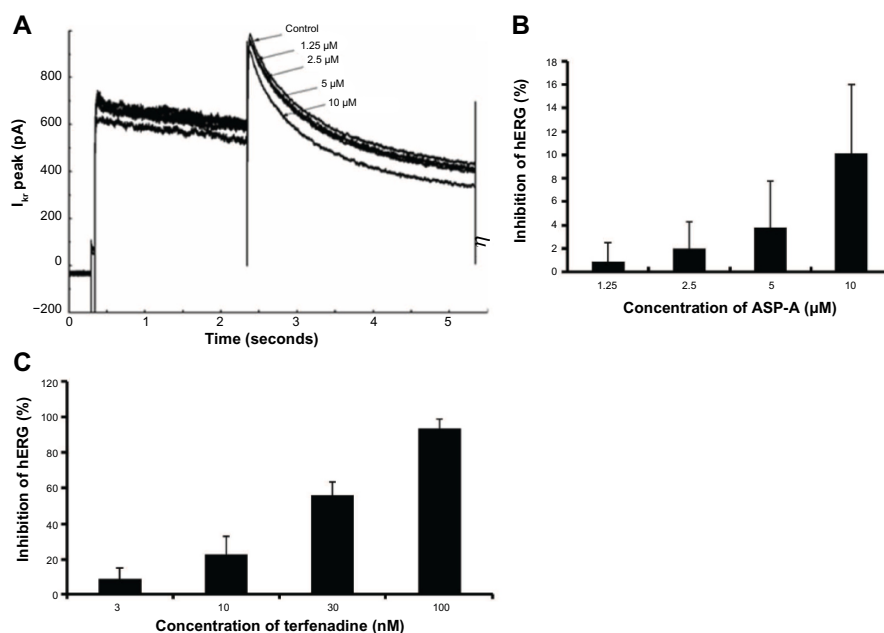 A
I_kr peak (pA)
800
600
400
200
0
−200
Control
1.25 µM
2.5 µM
5 µM
10 µM
η
0
1
2
3
4
5
Time (seconds)
B
Inhibition of hERG (%)
18
16
14
12
10
8
6
4
2
0
1.25
2.5
5
10
Concentration of ASP-A (µM)
C
Inhibition of hERG (%)
120
100
80
60
40
20
0
3
10
30
100
Concentration of terfenadine (nM)